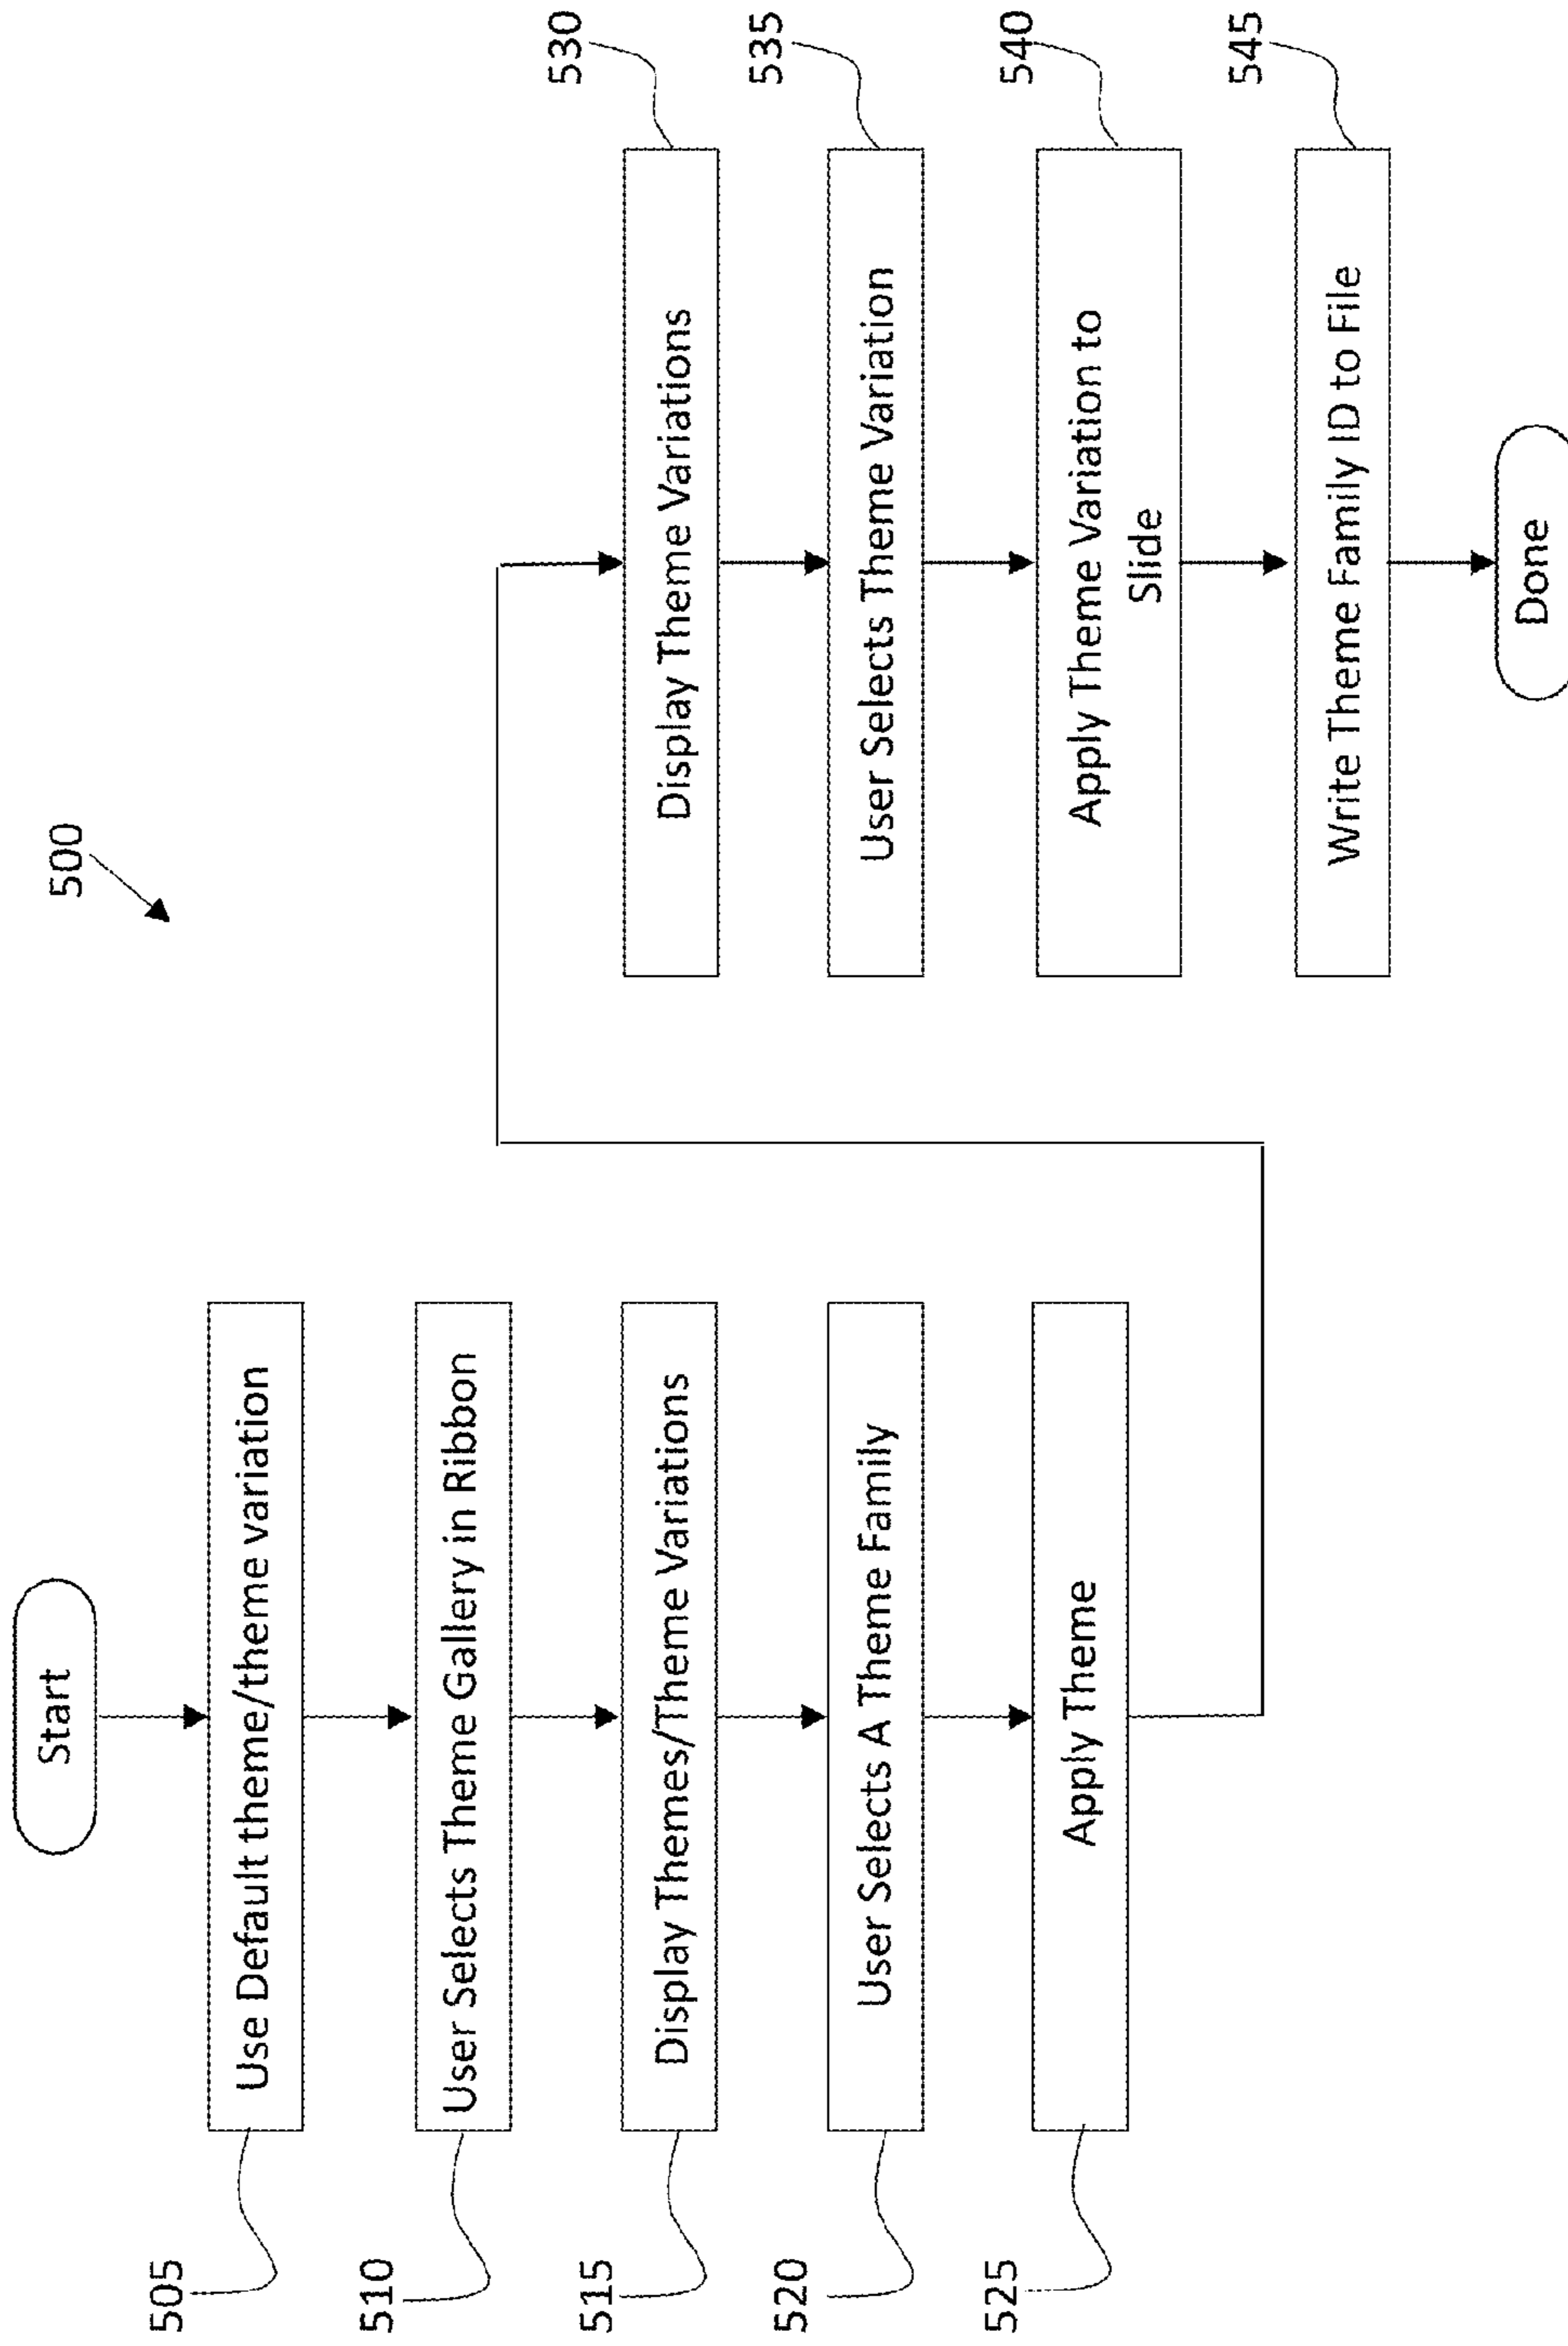 500
Start
505
Use Default theme/theme variation
510
User Selects Theme Gallery in Ribbon
515
Display Themes/Theme Variations
520
User Selects A Theme Family
525
Apply Theme
530
Display Theme Variations
535
User Selects Theme Variation
540
Apply Theme Variation to
Slide
545
Write Theme Family ID to File
Done